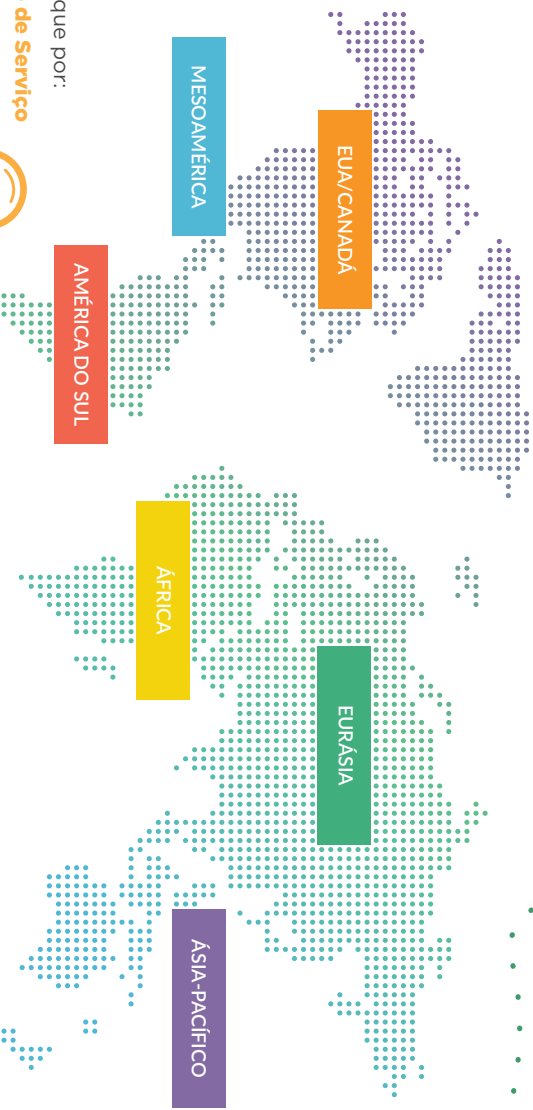 EUA/CANADÁ
EURÁSIA
MESOAMÉRICA
ÁSIA-PACÍFICO
ÁFRICA
AMÉRICA DO SUL
que por:
de Serviço